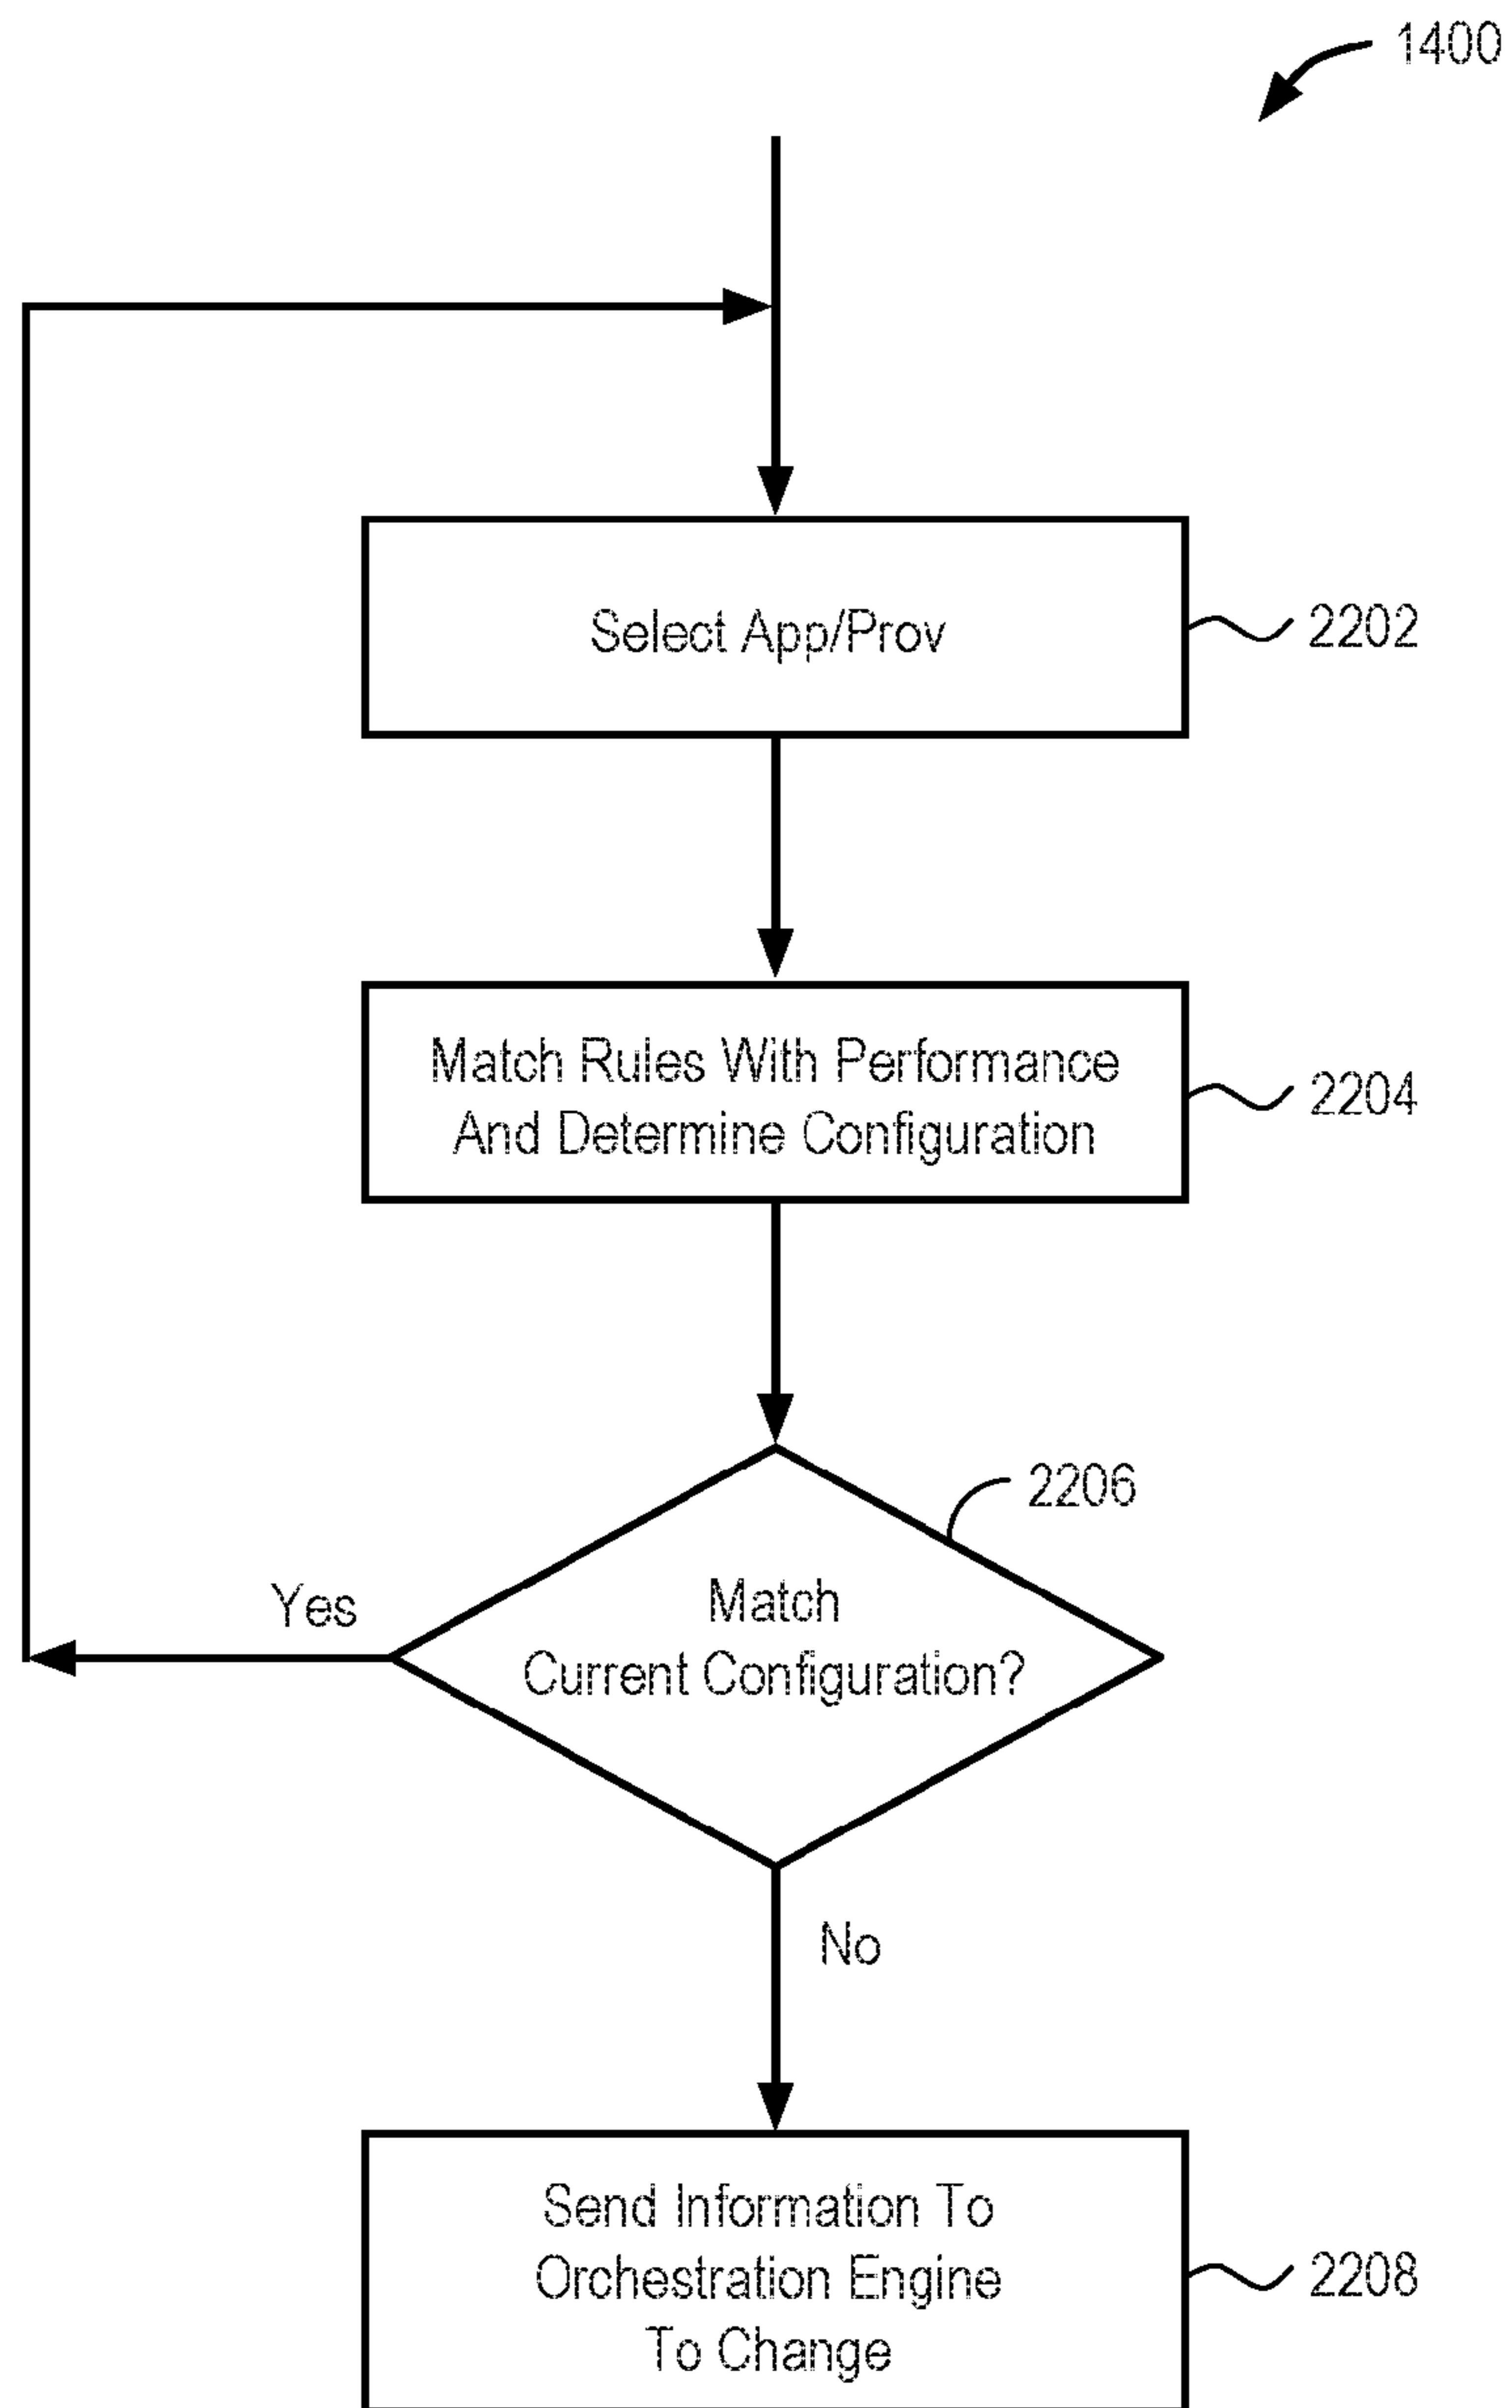 1400
Select App/Prov
2202
Match Rules With Performance
And Determine Configuration
2204
2206
Match
Current Configuration?
Yes
No
Send Information To
Orchestration Engine
To Change
2208